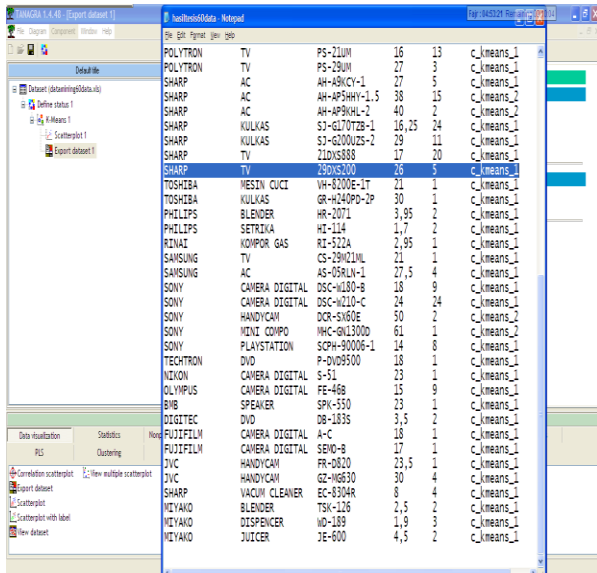 TANAGRA 1.4.48 - [Export dataset 1]
File Diagram Component Window Help
Default title
Dataset (datamining60data.xls)
Define status 1
K-Means 1
Scatterplot 1
Export dataset 1
hasiltesis60data - Notepad
File Edit Format View Help
POLYTRON TV PS-21UM 16 13 c_kmeans_1
POLYTRON TV PS-29UM 27 3 c_kmeans_1
SHARP AC AH-A9KCY-1 27 5 c_kmeans_1
SHARP AC AH-AP5HHY-1.5 38 15 c_kmeans_2
SHARP AC AH-AP9KHL-2 40 2 c_kmeans_2
SHARP KULKAS SJ-G170TZB-1 16,25 24 c_kmeans_1
SHARP KULKAS SJ-G200UZS-2 29 11 c_kmeans_1
SHARP TV 21DXS888 17 20 c_kmeans_1
SHARP TV 29DXS200 26 5 c_kmeans_1
TOSHIBA MESIN CUCI VH-8200E-1T 21 1 c_kmeans_1
TOSHIBA KULKAS GR-H240PD-2P 30 1 c_kmeans_1
PHILIPS BLENDER HR-2071 3,95 2 c_kmeans_1
PHILIPS SETRIKA HI-114 1,7 2 c_kmeans_1
RINAI KOMPOR GAS RI-522A 2,95 1 c_kmeans_1
SAMSUNG TV CS-29M21ML 21 1 c_kmeans_1
SAMSUNG AC AS-05RLN-1 27,5 4 c_kmeans_1
SONY CAMERA DIGITAL DSC-W180-B 18 9 c_kmeans_1
SONY CAMERA DIGITAL DSC-W210-C 24 24 c_kmeans_1
SONY HANDYCAM DCR-SX60E 50 2 c_kmeans_2
SONY MINI COMPO MHC-GN1300D 61 1 c_kmeans_2
SONY PLAYSTATION SCPH-90006-1 14 8 c_kmeans_1
TECHTRON DVD P-DVD9500 18 1 c_kmeans_1
NIKON CAMERA DIGITAL S-51 23 1 c_kmeans_1
OLYMPUS CAMERA DIGITAL FE-46B 15 9 c_kmeans_1
BMB SPEAKER SPK-550 23 1 c_kmeans_1
DIGITEC DVD DB-183S 3,5 2 c_kmeans_1
FUJIFILM CAMERA DIGITAL A-C 18 1 c_kmeans_1
FUJIFILM CAMERA DIGITAL SEMO-B 17 1 c_kmeans_1
JVC HANDYCAM FR-D820 23,5 1 c_kmeans_1
JVC HANDYCAM GZ-MG630 30 4 c_kmeans_1
SHARP VACUM CLEANER EC-8304R 8 4 c_kmeans_1
MIYAKO BLENDER TSK-126 2,5 1 c_kmeans_1
MIYAKO DISPENCER WD-189 1,9 1 c_kmeans_1
MIYAKO JUICER JE-600 4,5 2 c_kmeans_1
Data visualization Statistics
PLS Clustering
Correlation scatterplot View multiple scatterplot
Export dataset
Scatterplot
Scatterplot with label
View dataset